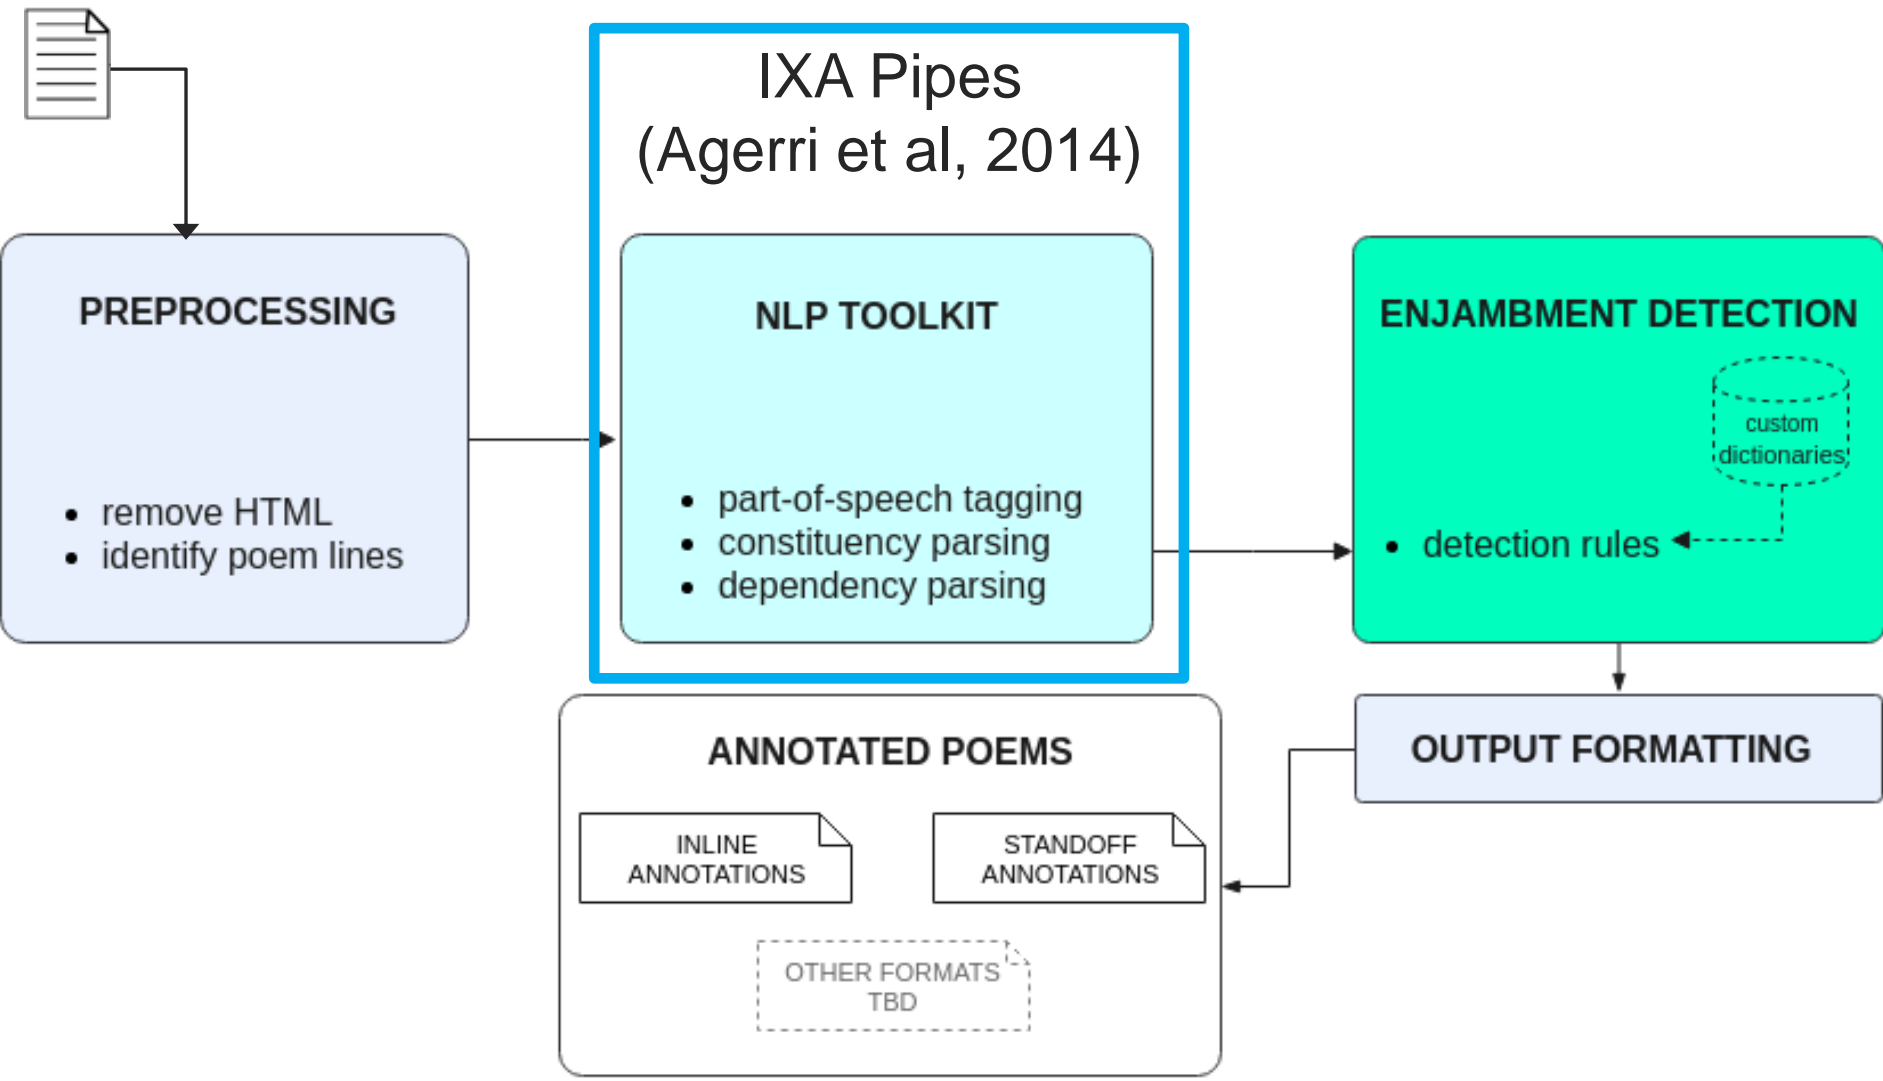 IXA Pipes
(Agerri et al, 2014)
PREPROCESSING
• remove HTML
• identify poem lines
NLP TOOLKIT
• part-of-speech tagging
• constituency parsing
• dependency parsing
ENJAMBMENT DETECTION
custom
dictionaries
• detection rules
OUTPUT FORMATTING
ANNOTATED POEMS
INLINE
ANNOTATIONS
STANDOFF
ANNOTATIONS
OTHER FORMATS
TBD